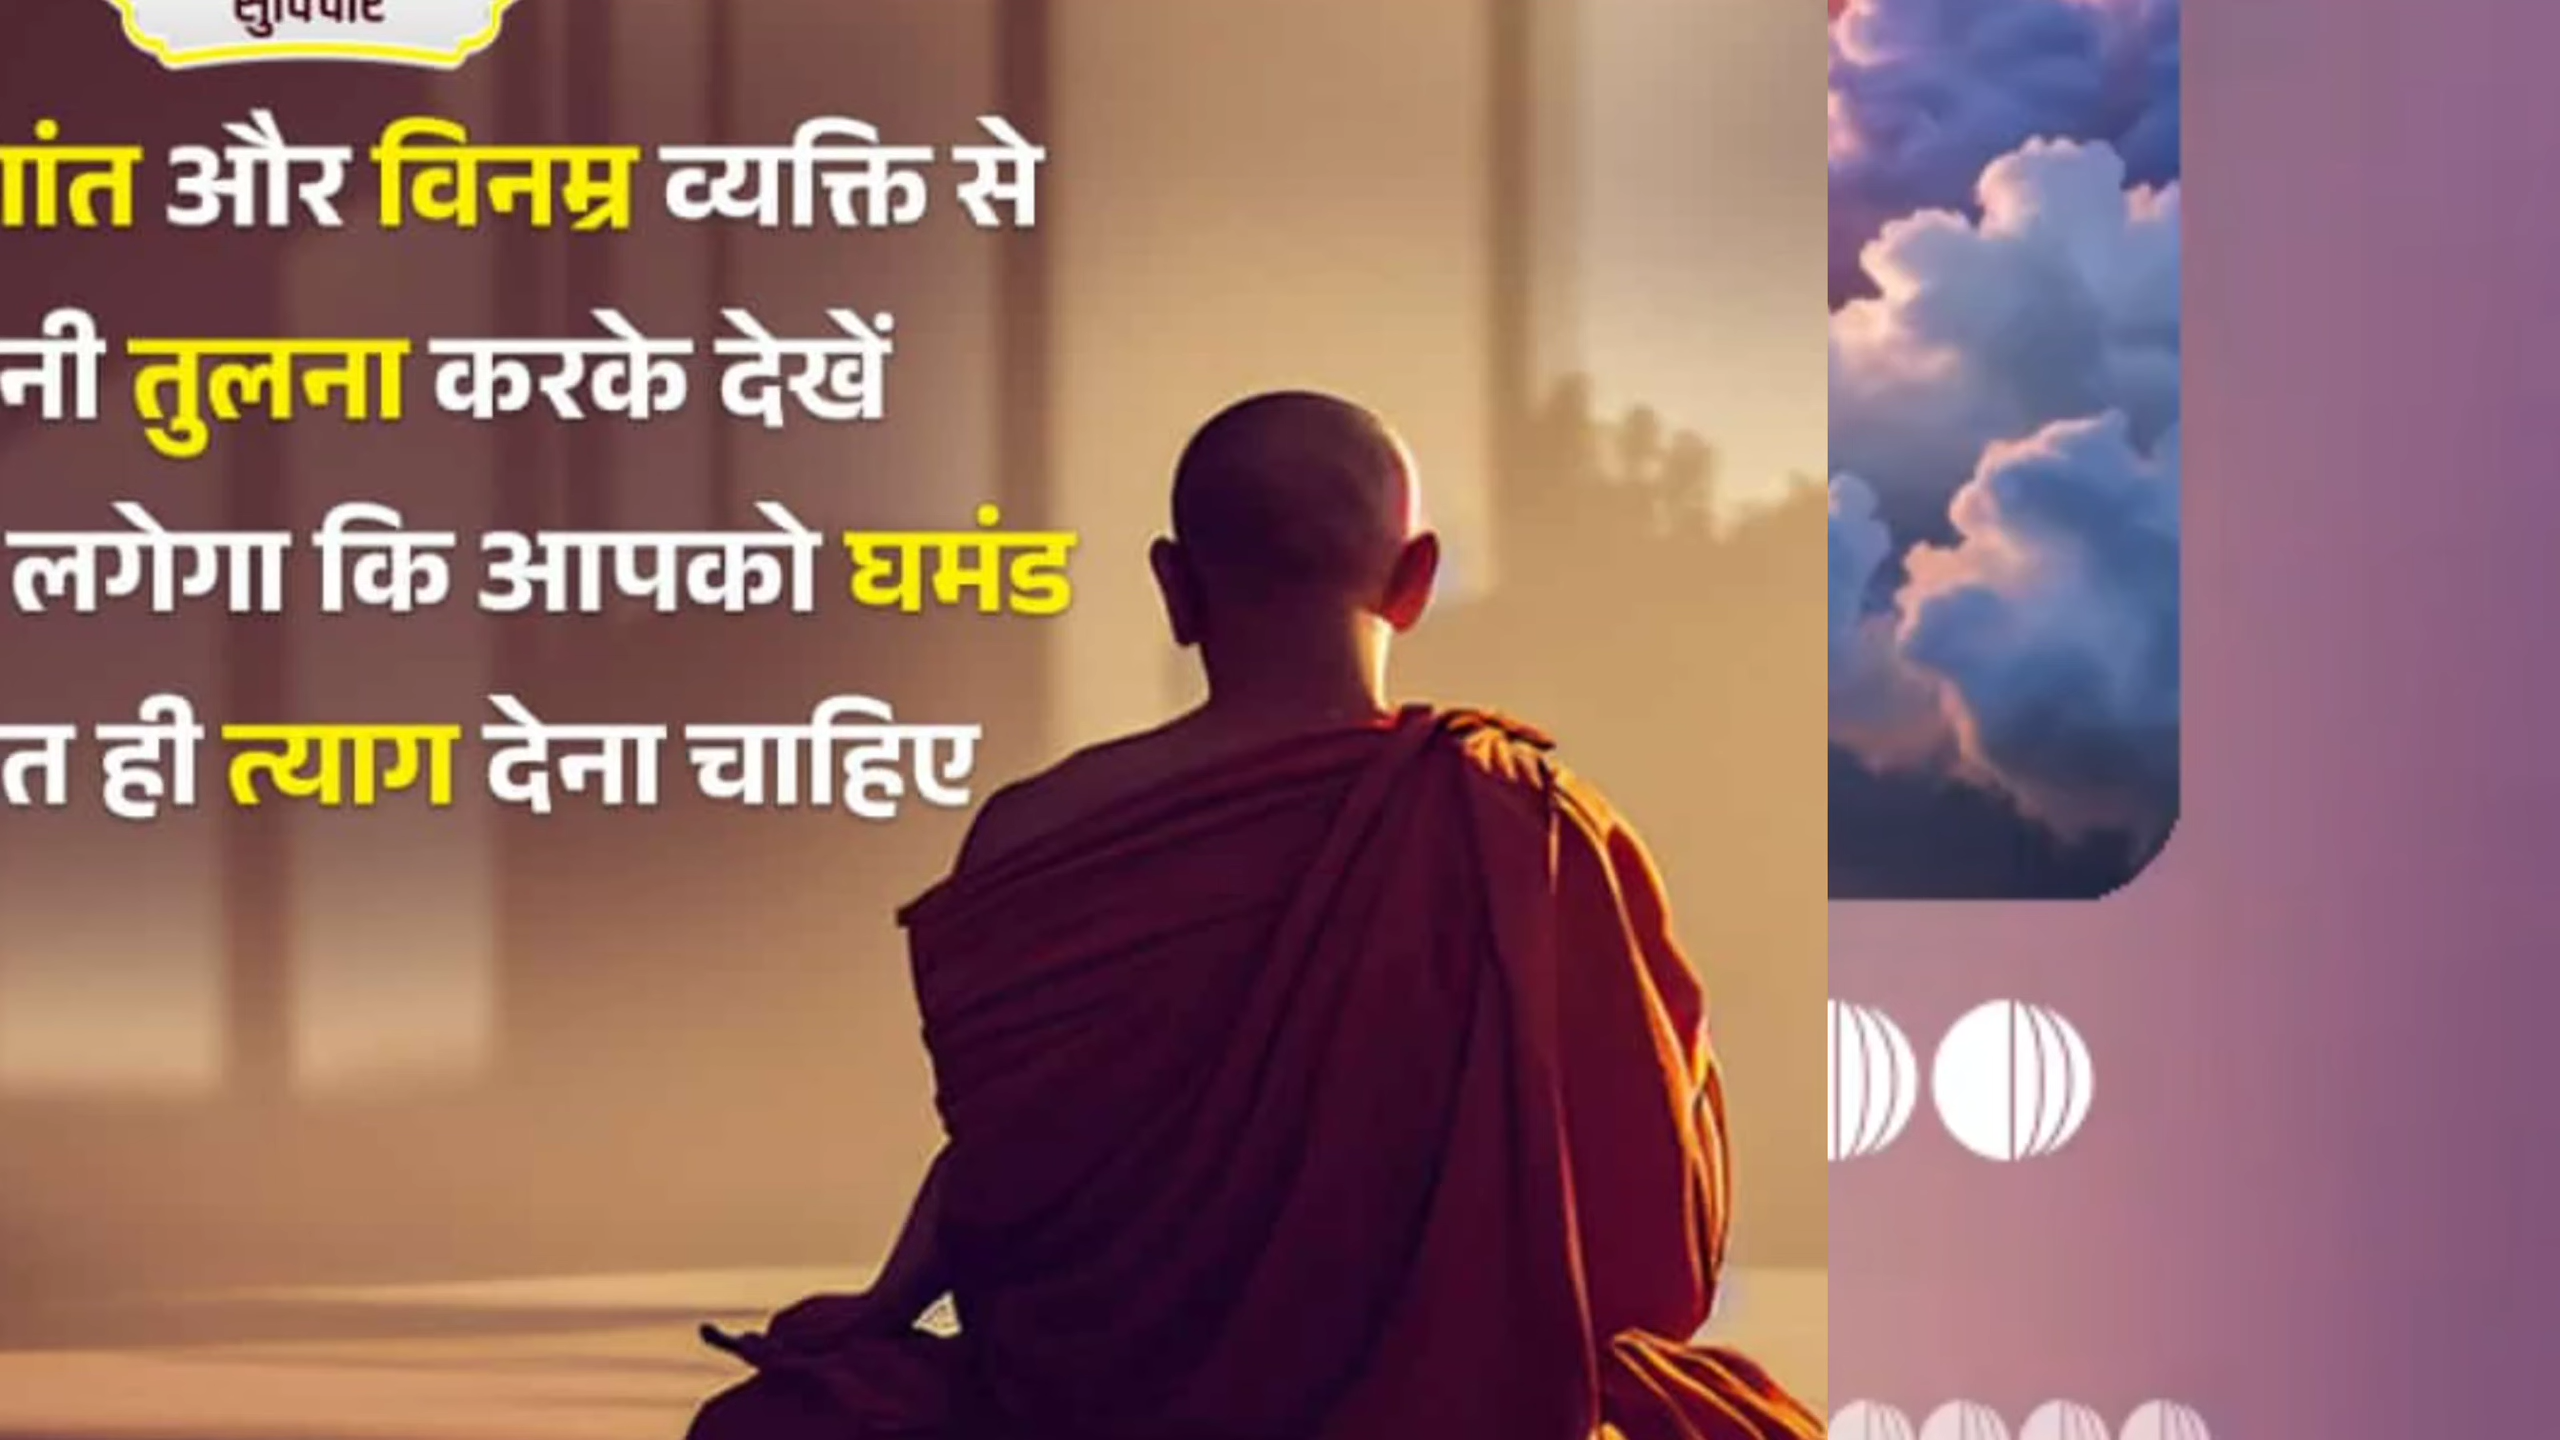 सुविचार
और विनम्र व्यक्ति से
तुलना करके देखें
लगेगा कि आपको घमंड
ही त्याग देना चाहिए